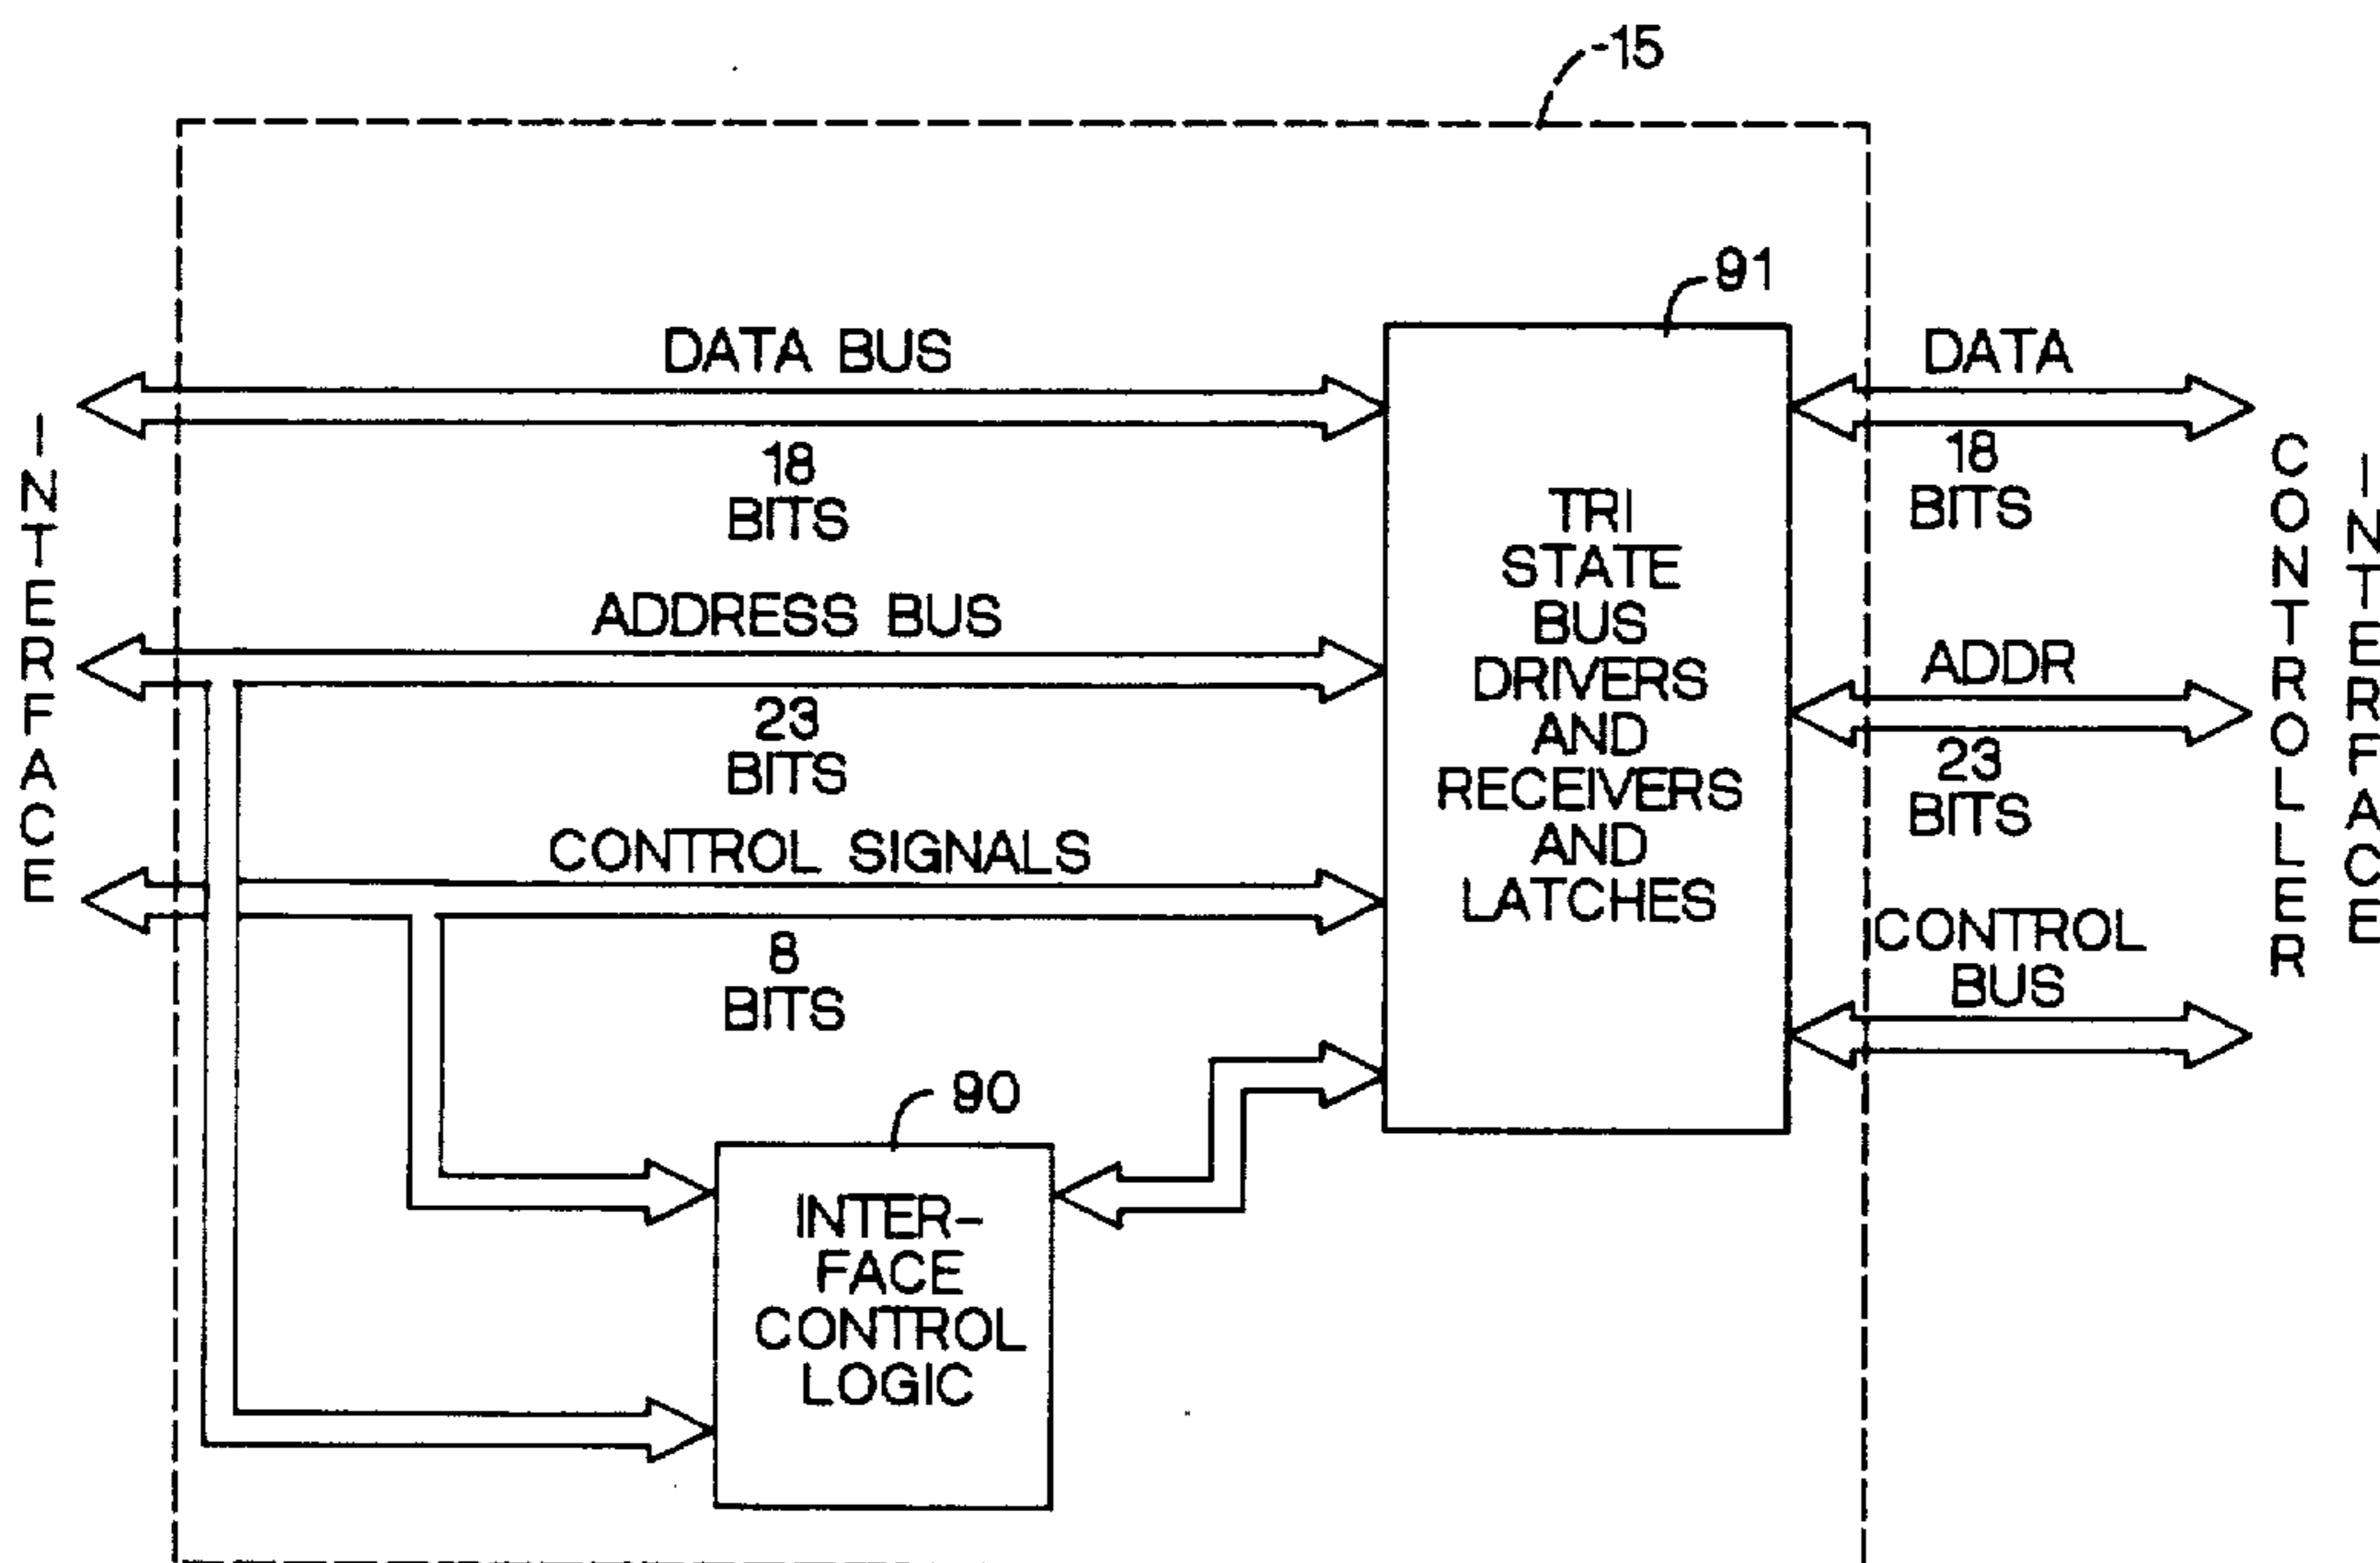 15
91
DATA BUS
18
BITS
ADDRESS BUS
23
BITS
CONTROL SIGNALS
8
BITS
90
INTER-
FACE
CONTROL
LOGIC
TRI
STATE
BUS
DRIVERS
AND
RECEIVERS
AND
LATCHES
DATA
18
BITS
ADDR
23
BITS
CONTROL
BUS
INTERFACE
CONTROLLER
INTERFACE